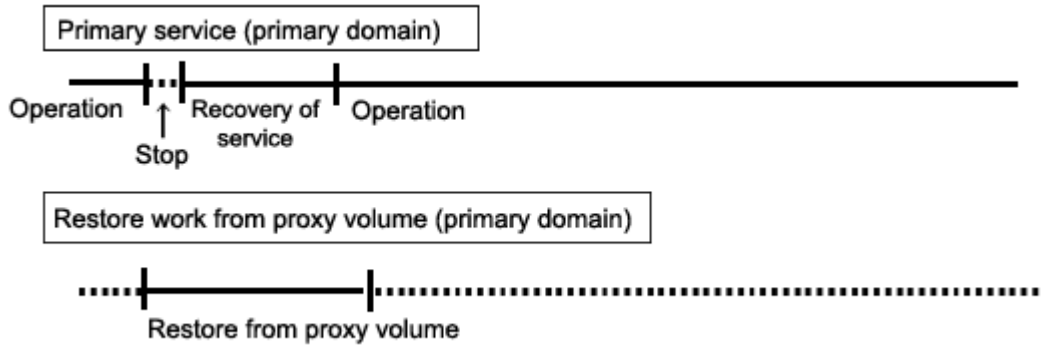 Primary service (primary domain)
Operation
Recovery of
service
Operation
Stop
Restore work from proxy volume (primary domain)
Restore from proxy volume